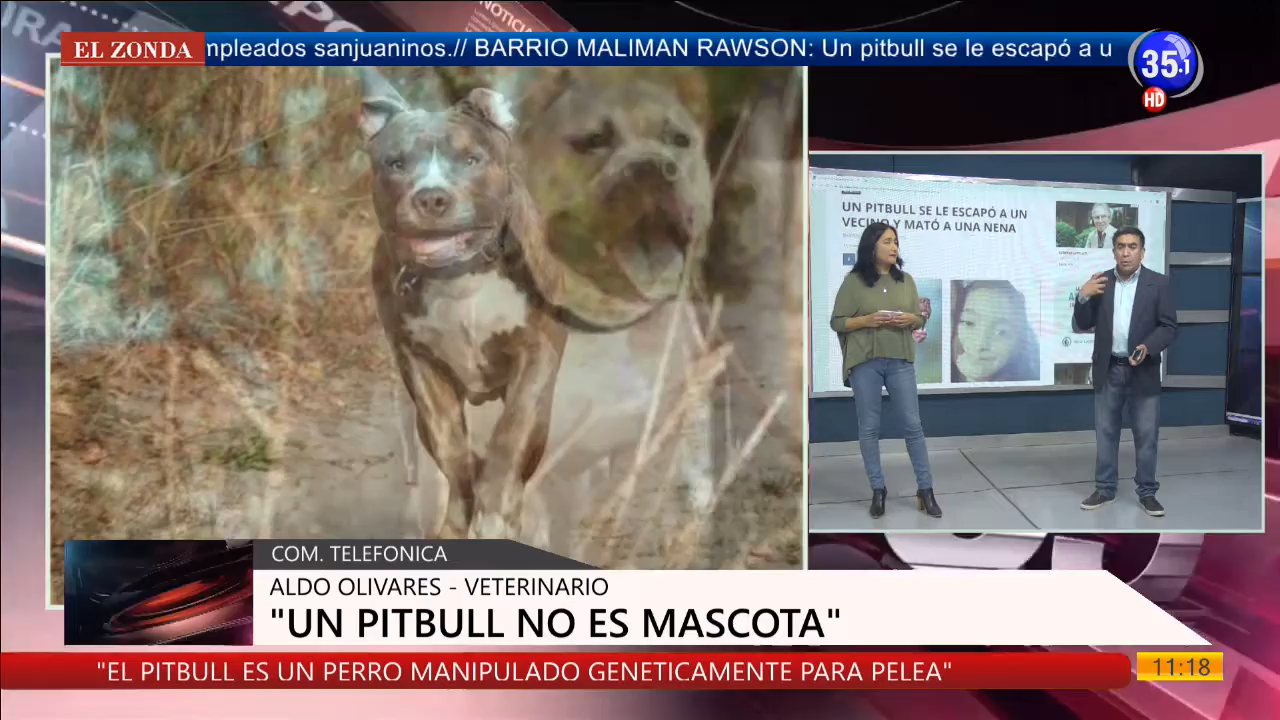 EL ZONDA
mpleados sanjuaninos.// BARRIO MALIMAN RAWSON: Un pitbull se le escapó a u
35.1
HD
UN PITBULL SE LE ESCAPÓ A UN
VECINO Y MATÓ A UNA NENA
COM. TELEFONICA
ALDO OLIVARES - VETERINARIO
"UN PITBULL NO ES MASCOTA"
"EL PITBULL ES UN PERRO MANIPULADO GENETICAMENTE PARA PELEA"
11:18